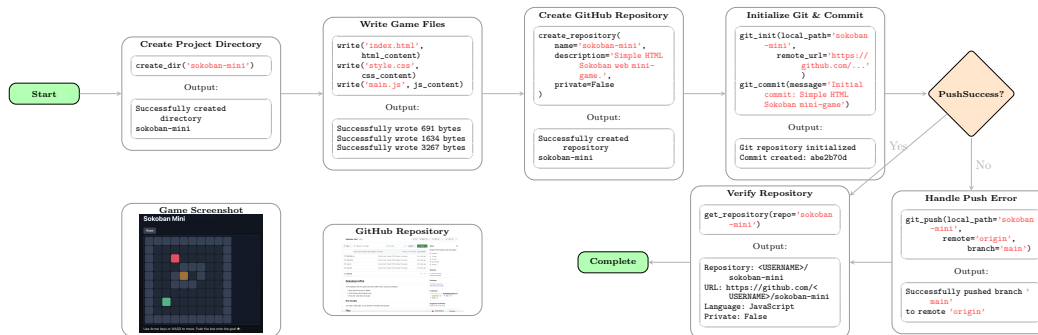 Start
Create Project Directory
create_dir('sokoban-mini')
Output:
Successfully created
directory
sokoban-mini
Write Game Files
write('index.html',
html_content)
write('style.css',
css_content)
write('main.js', js_content)
Output:
Successfully wrote 691 bytes
Successfully wrote 1634 bytes
Successfully wrote 3267 bytes
Create GitHub Repository
create_repository(
name='sokoban-mini',
description='Simple HTML
Sokoban web mini-
game.',
private=False
)
Output:
Successfully created
repository
sokoban-mini
Initialize Git & Commit
git_init(local_path='sokoban
-mini',
remote_url='https://
github.com/...'
)
git_commit(message='Initial
commit: Simple HTML
Sokoban mini-game')
Output:
Git repository initialized
Commit created: abe2b70d
PushSuccess?
Yes
No
Handle Push Error
git_push(local_path='sokoban
-mini',
remote='origin',
branch='main')
Output:
Successfully pushed branch '
main'
to remote 'origin'
Verify Repository
get_repository(repo='sokoban
-mini')
Output:
Repository: <USERNAME>/
sokoban-mini
URL: https://github.com/<
USERNAME>/sokoban-mini
Language: JavaScript
Private: False
Complete
Game Screenshot
Sokoban Mini
GitHub Repository